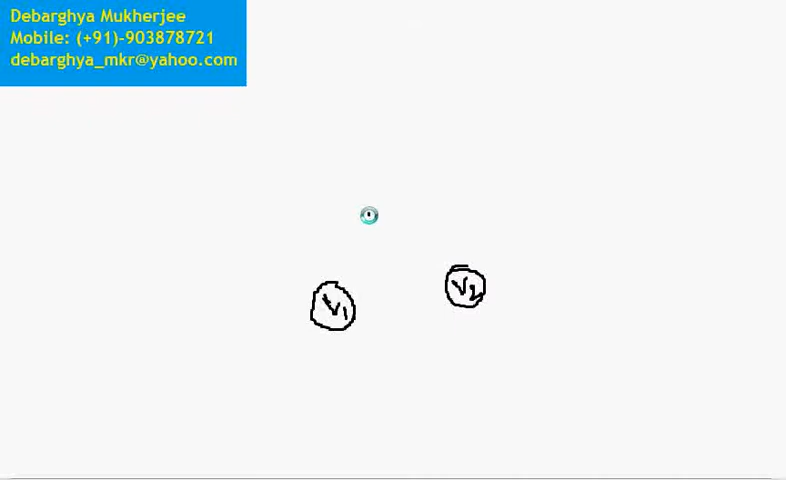 Debarghya Mukherjee
Mobile: (+91)-903878721
debarghya_mkr@yahoo.com
V1
V2